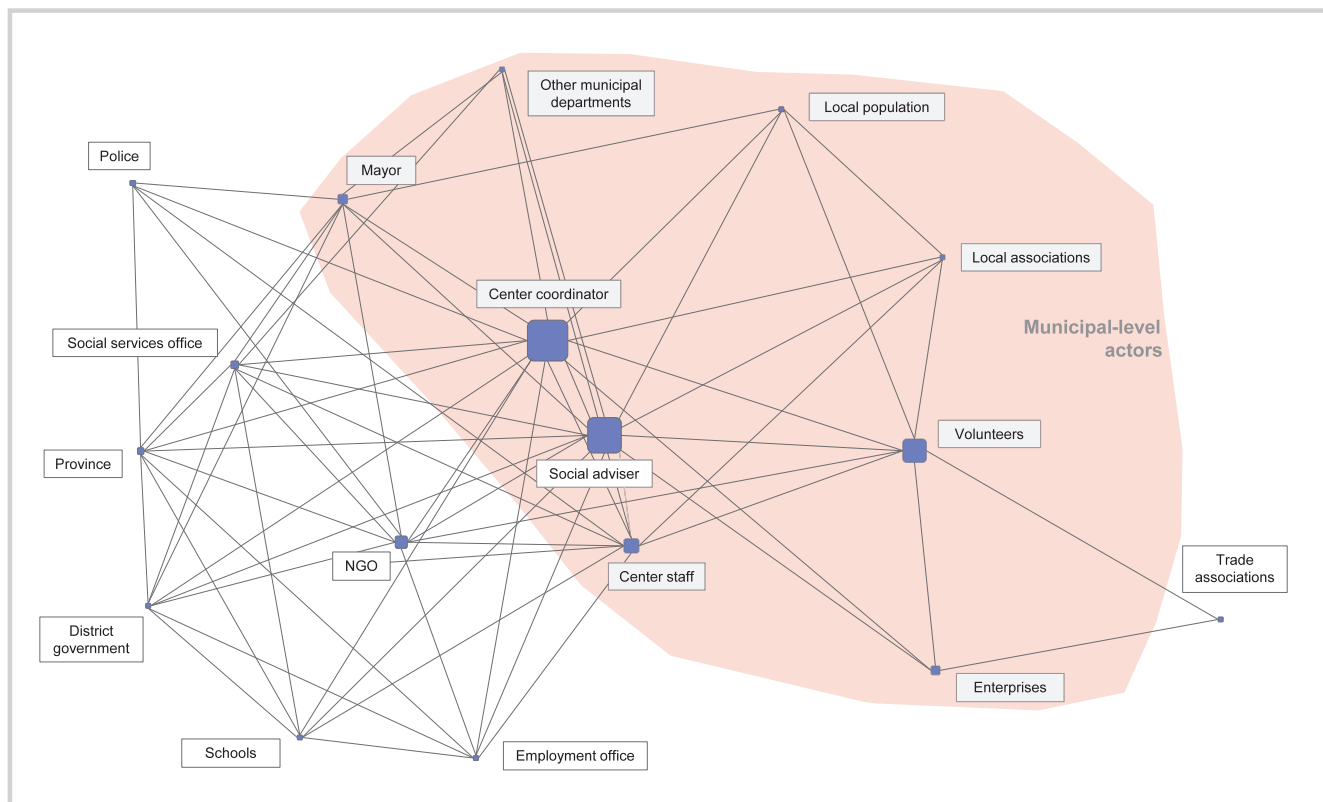 Other municipal
departments
Local population
Police
Mayor
Local associations
Center coordinator
Municipal-level
actors
Social services office
Volunteers
Province
Social adviser
NGO
Center staff
Trade
associations
District
government
Enterprises
Schools
Employment office